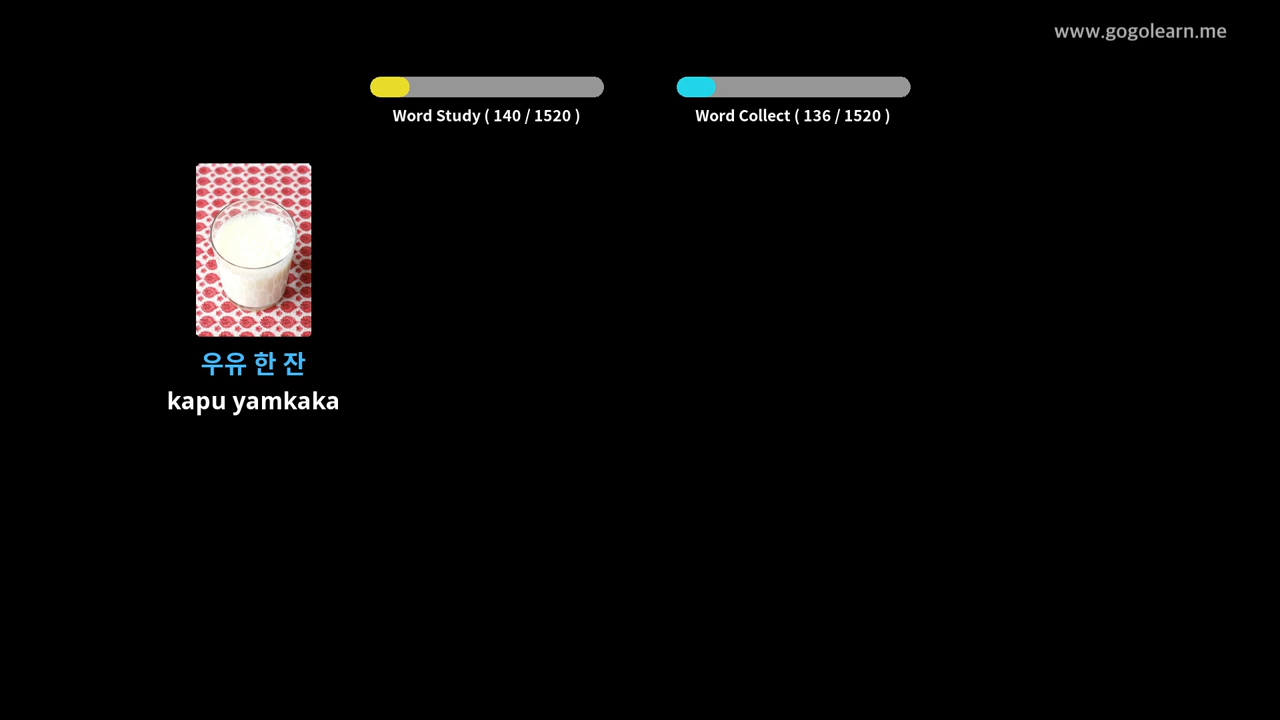 www.gogolearn.me
Word Study ( 140 / 1520 )
Word Collect ( 136 / 1520 )
우유 한 잔
kapu yamkaka